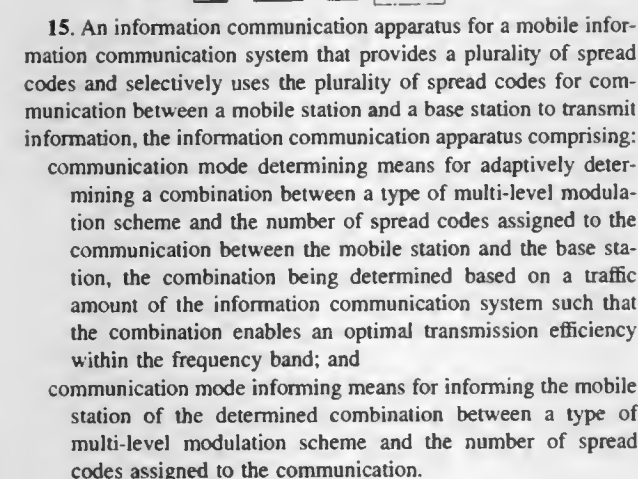 15. An information communication apparatus for a mobile infor-
mation communication system that provides a plurality of spread
codes and selectively uses the plurality of spread codes for com-
munication between a mobile station and a base station to transmit
information, the information communication apparatus comprising:
communication mode determining means for adaptively deter-
mining a combination between a type of multi-level modula-
tion scheme and the number of spread codes assigned to the
communication between the mobile station and the base sta-
tion, the combination being determined based on a traffic
amount of the information communication system such that
the combination enables an optimal transmission efficiency
within the frequency band; and
communication mode informing means for informing the mobile
station of the determined combination between a type of
multi-level modulation scheme and the number of spread
codes assigned to the communication.